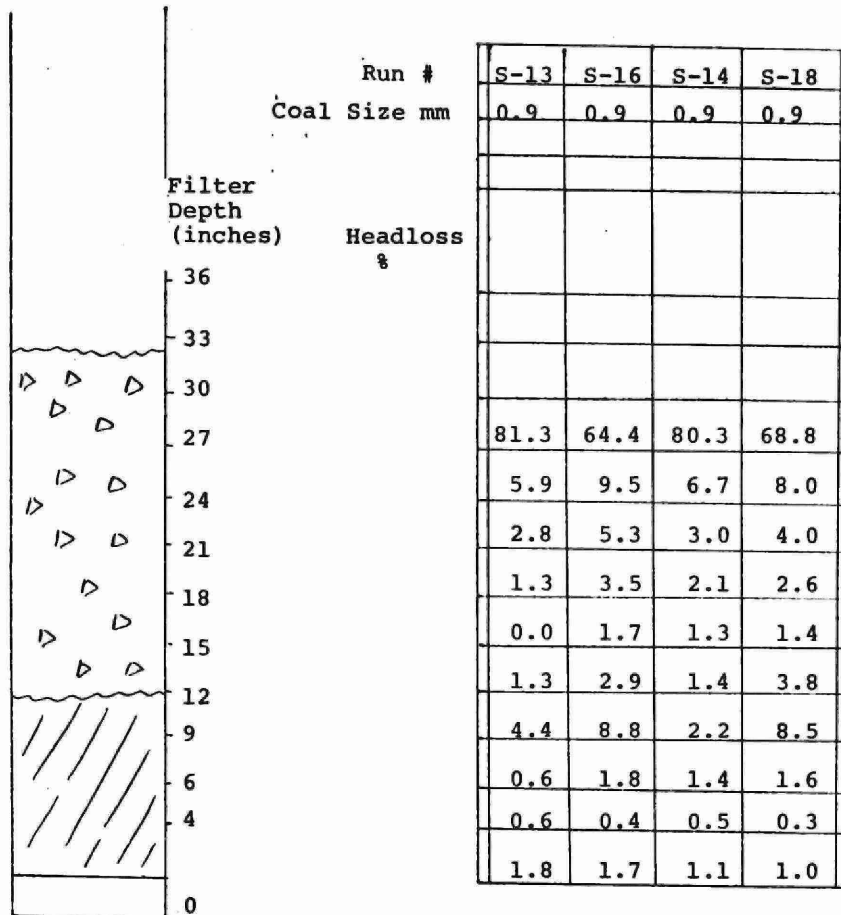 Run # S-13 S-16 S-14 S-18
Coal Size mm 0.9 0.9 0.9 0.9
Filter
Depth
(inches) Headloss
%
36
33
30
27 81.3 64.4 80.3 68.8
24 5.9 9.5 6.7 8.0
21 2.8 5.3 3.0 4.0
18 1.3 3.5 2.1 2.6
15 0.0 1.7 1.3 1.4
12 1.3 2.9 1.4 3.8
9 4.4 8.8 2.2 8.5
6 0.6 1.8 1.4 1.6
4 0.6 0.4 0.5 0.3
1.8 1.7 1.1 1.0
0